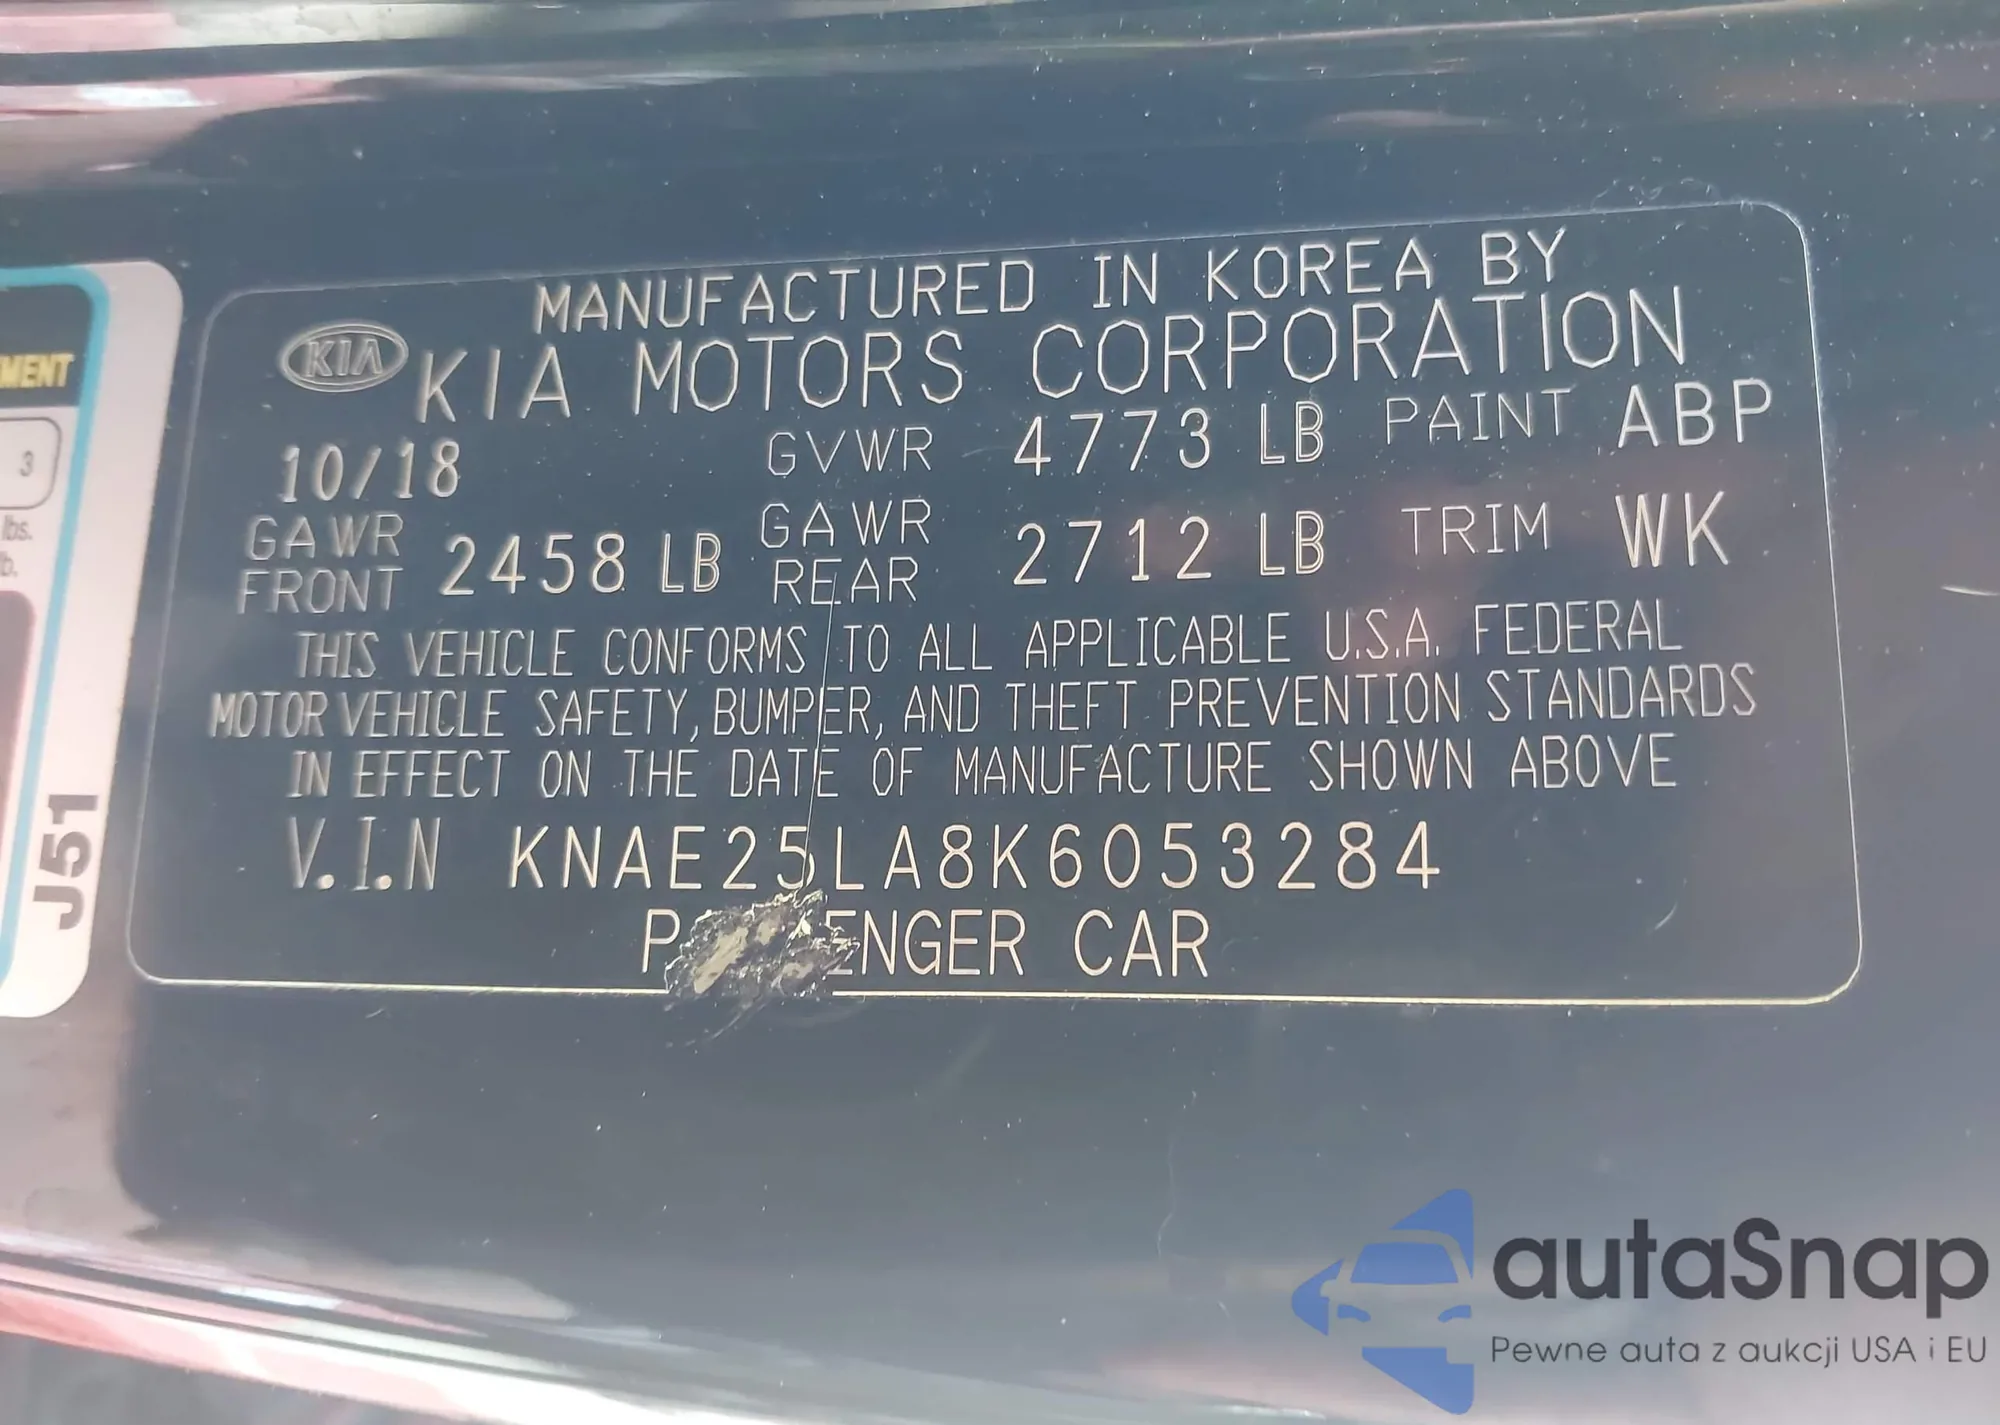 MANUFACTURED IN KOREA BY
KIA KIA MOTORS CORPORATION
10/18 GVWR 4773 LB PAINT ABP
GAWR FRONT 2458 LB GAWR REAR 2712 LB TRIM WK
THIS VEHICLE CONFORMS TO ALL APPLICABLE U.S.A. FEDERAL
MOTOR VEHICLE SAFETY, BUMPER, AND THEFT PREVENTION STANDARDS
IN EFFECT ON THE DATE OF MANUFACTURE SHOWN ABOVE
V.I.N KNAE25LA8K6053284
CAR
3
lbs.
J51
autaSnap
Pewne auta z aukcji USA i EU